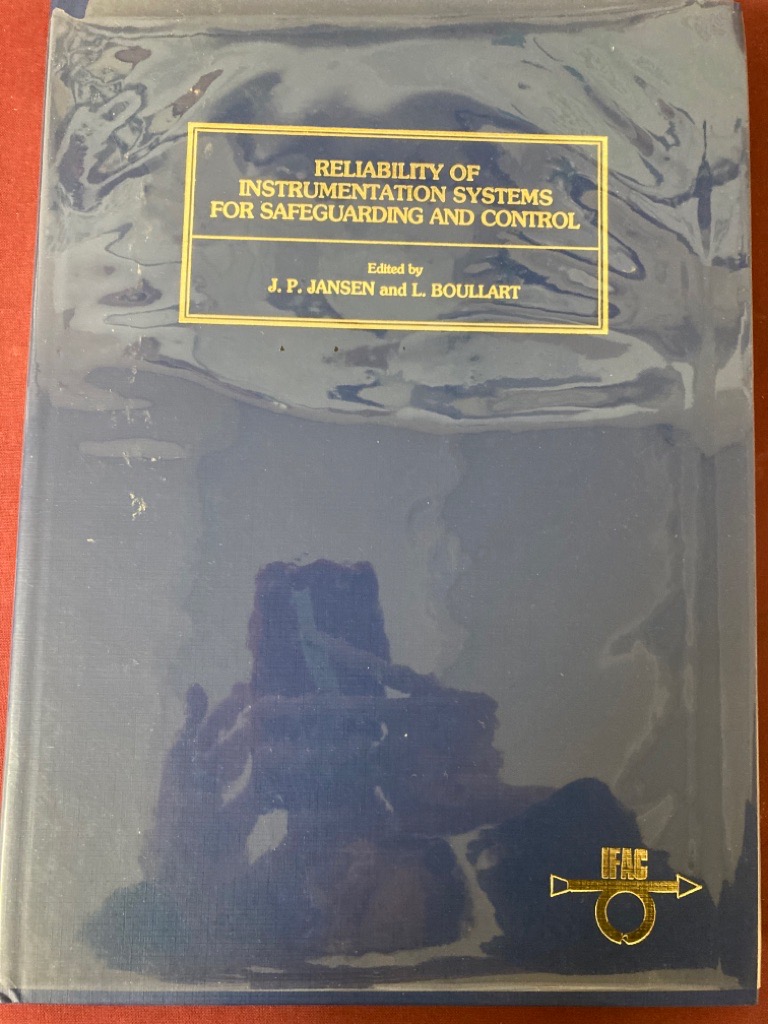 RELIABILITY OF
INSTRUMENTATION SYSTEMS
FOR SAFEGUARDING AND CONTROL
Edited by
J. P. JANSEN and L. BOULLART
IFAC